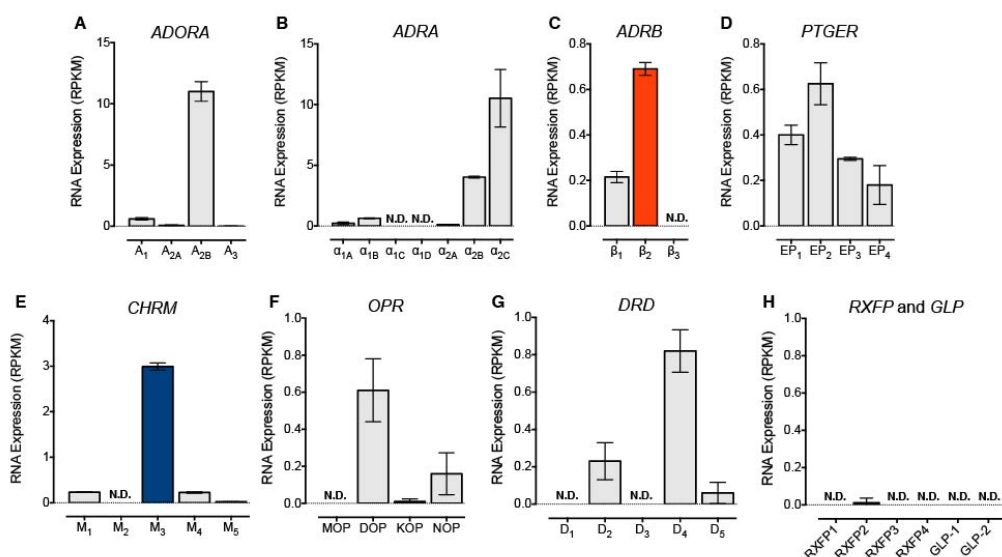 A
ADORA
RNA Expression (RPKM)
15
10
5
0
A1
A2A
A2B
A3
B
ADRA
RNA Expression (RPKM)
15
10
5
0
N.D. N.D.
α1A
α1B
α1C
α1D
α2A
α2B
α2C
C
ADRB
RNA Expression (RPKM)
0.8
0.6
0.4
0.2
0
N.D.
β1
β2
β3
D
PTGER
RNA Expression (RPKM)
0.8
0.6
0.4
0.2
0
EP1
EP2
EP3
EP4
E
CHRM
RNA Expression (RPKM)
4
3
2
1
0
N.D.
M1
M2
M3
M4
M5
F
OPR
RNA Expression (RPKM)
1.0
0.8
0.6
0.4
0.2
0.0
N.D.
MOP
DOP
KOP
NOP
G
DRD
RNA Expression (RPKM)
1.0
0.8
0.6
0.4
0.2
0.0
N.D.
N.D.
D1
D2
D3
D4
D5
H
RXFP and GLP
RNA Expression (RPKM)
1.0
0.8
0.6
0.4
0.2
0.0
N.D.
N.D. N.D. N.D. N.D.
RXFP1
RXFP2
RXFP3
RXFP4
GLP-1
GLP-2